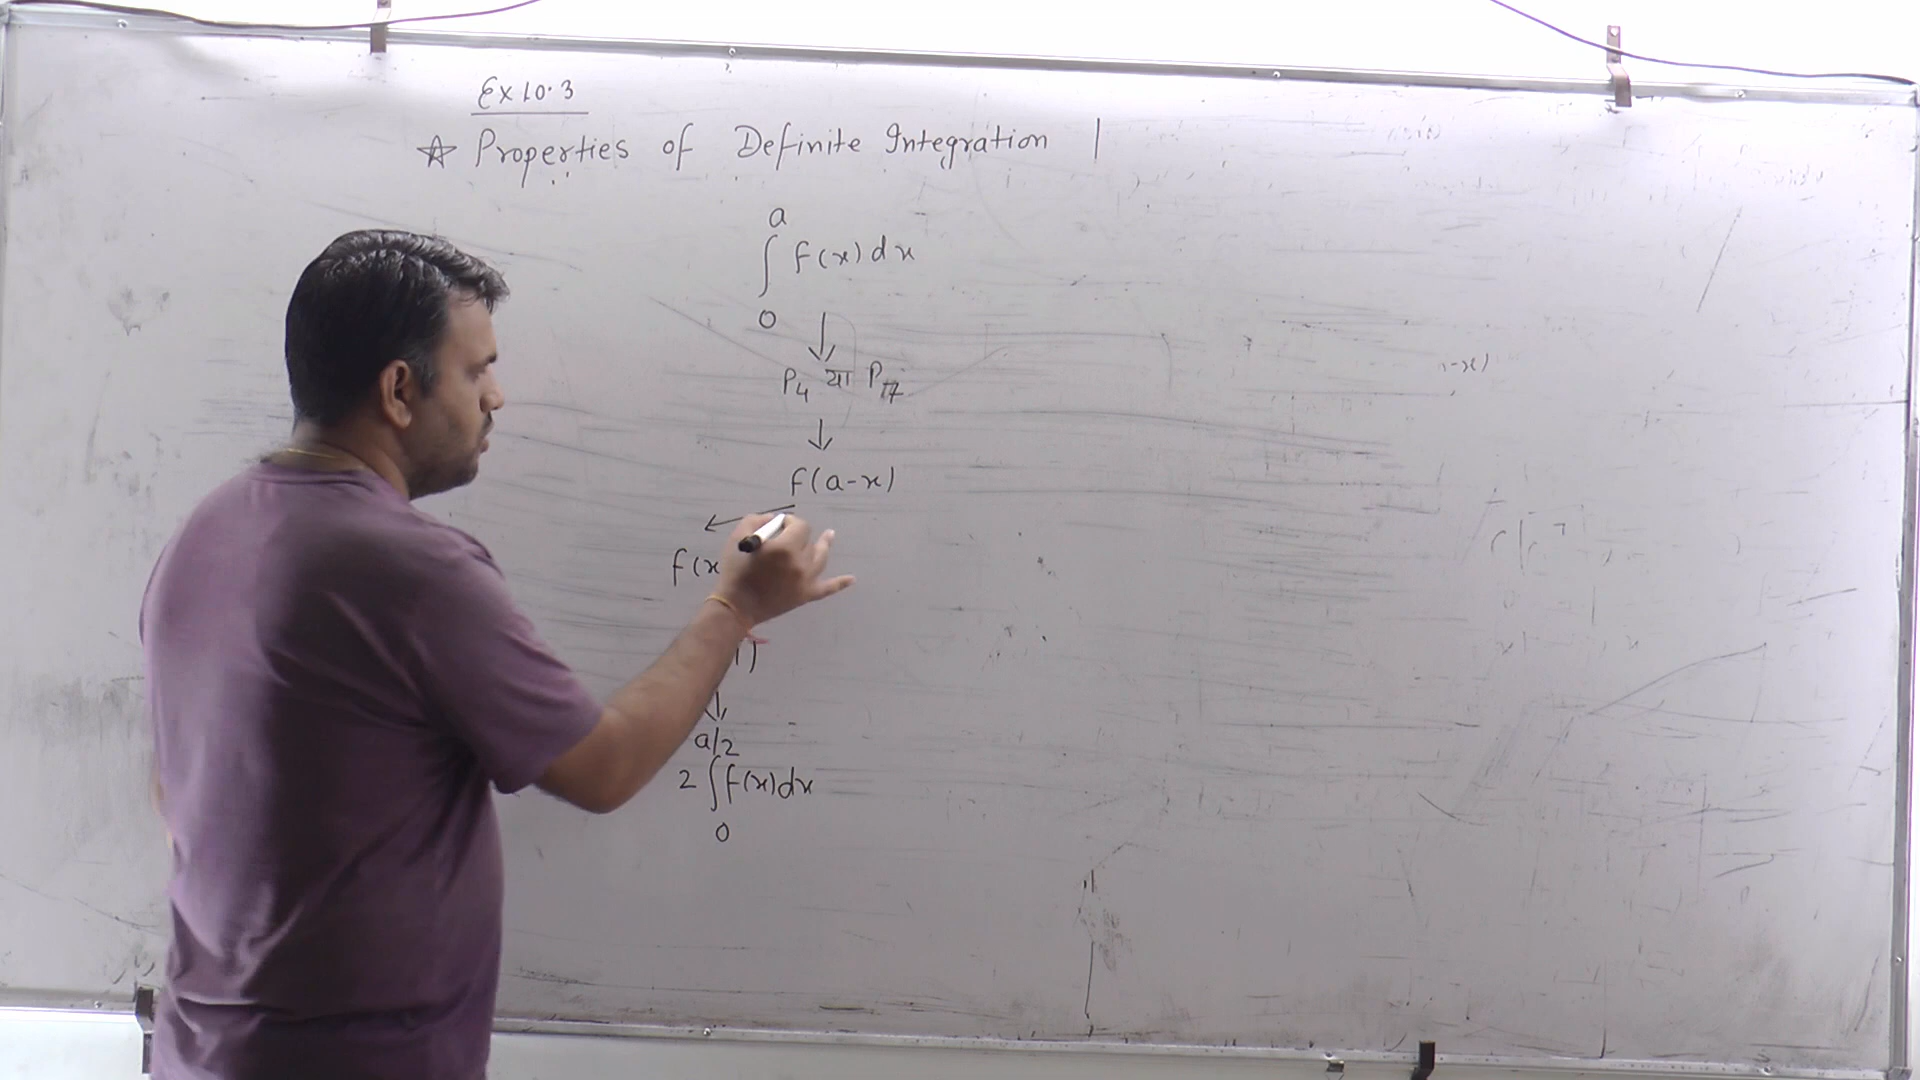 Ex 10.3
☆ Properties of Definite Integration |
a
∫ f(x) dx
0
↓
P4 या P7
↓
f(a-x)
f(x
)
↓
a/2
2 ∫ f(x) dx
0
-x)